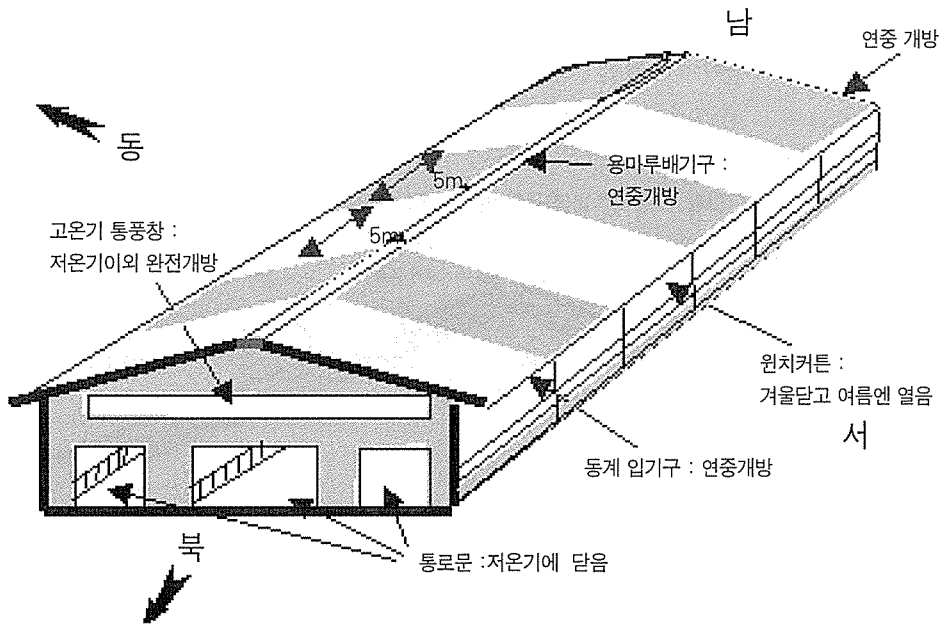 남
연중 개방
동
용마루배기구 :
연중개방
5m
5m
고온기 통풍창 :
저온기이외 완전개방
윈치커튼 :
겨울닫고 여름엔 열음
서
동계 입기구 : 연중개방
북
통로문 :저온기에 닫음